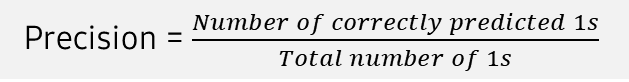 Precision = Number of correctly predicted 1s
Total number of 1s